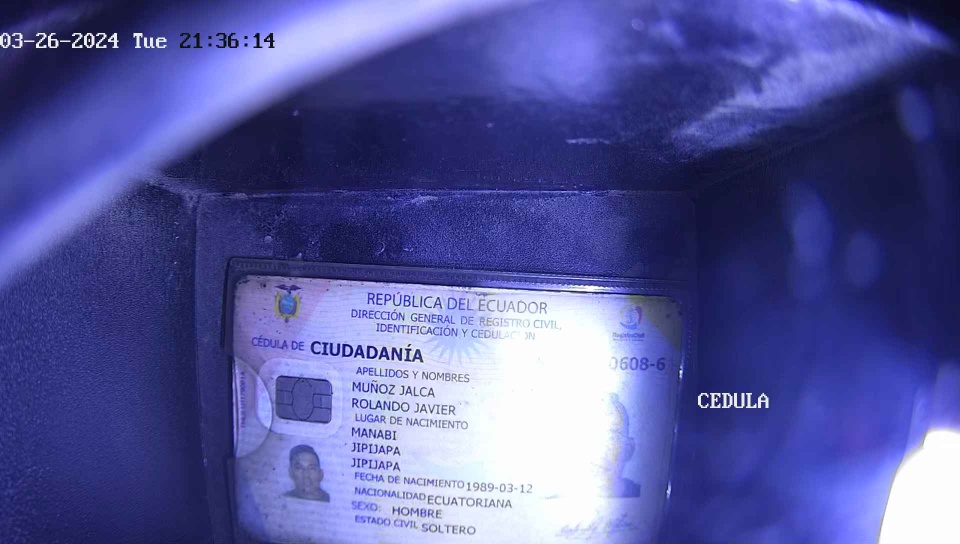 03-26-2024 Tue 21:36:14
REPÚBLICA DEL ECUADOR
DIRECCIÓN GENERAL DE REGISTRO CIVIL,
IDENTIFICACIÓN Y CEDULACIÓN
CÉDULA DE CIUDADANÍA
0608-6
APELLIDOS Y NOMBRES
MUÑOZ JALCA
ROLANDO JAVIER
LUGAR DE NACIMIENTO
MANABI
JIPIJAPA
JIPIJAPA
FECHA DE NACIMIENTO 1989-03-12
NACIONALIDAD ECUATORIANA
SEXO: HOMBRE
ESTADO CIVIL SOLTERO
CEDULA